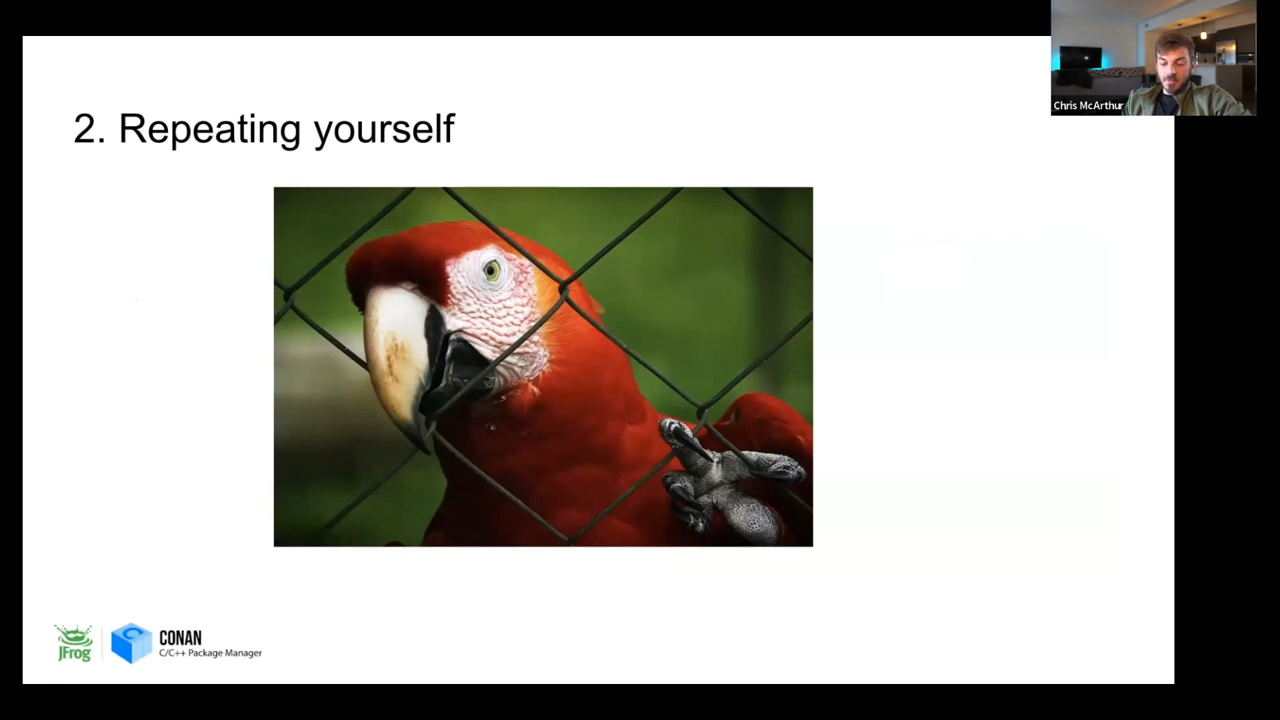 Chris McArthur
2. Repeating yourself
JFrog
CONAN
C/C++ Package Manager